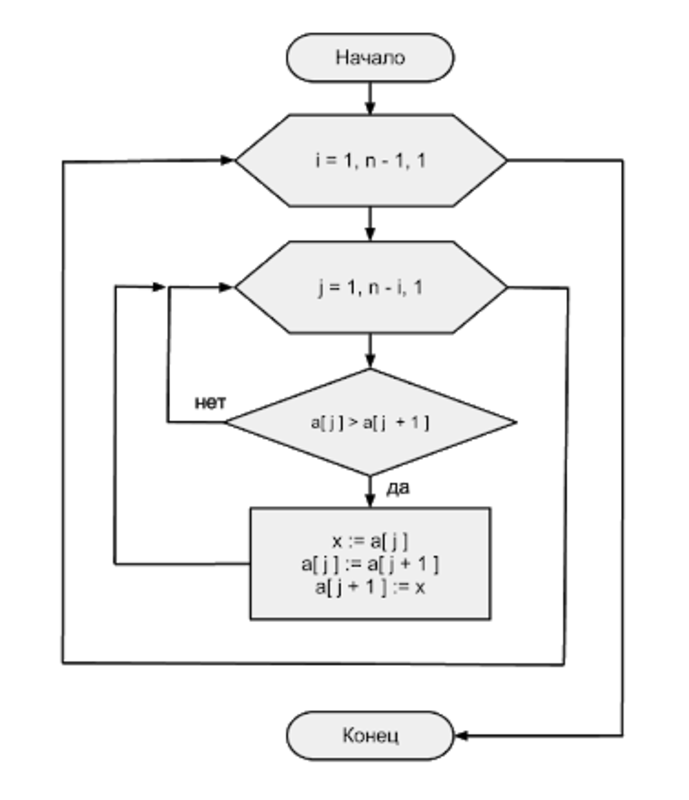 Начало
i = 1, n - 1, 1
j = 1, n - i, 1
нет
a[ j ] > a[ j + 1 ]
да
x := a[ j ]
a[ j ] := a[ j + 1 ]
a[ j + 1 ] := x
Конец